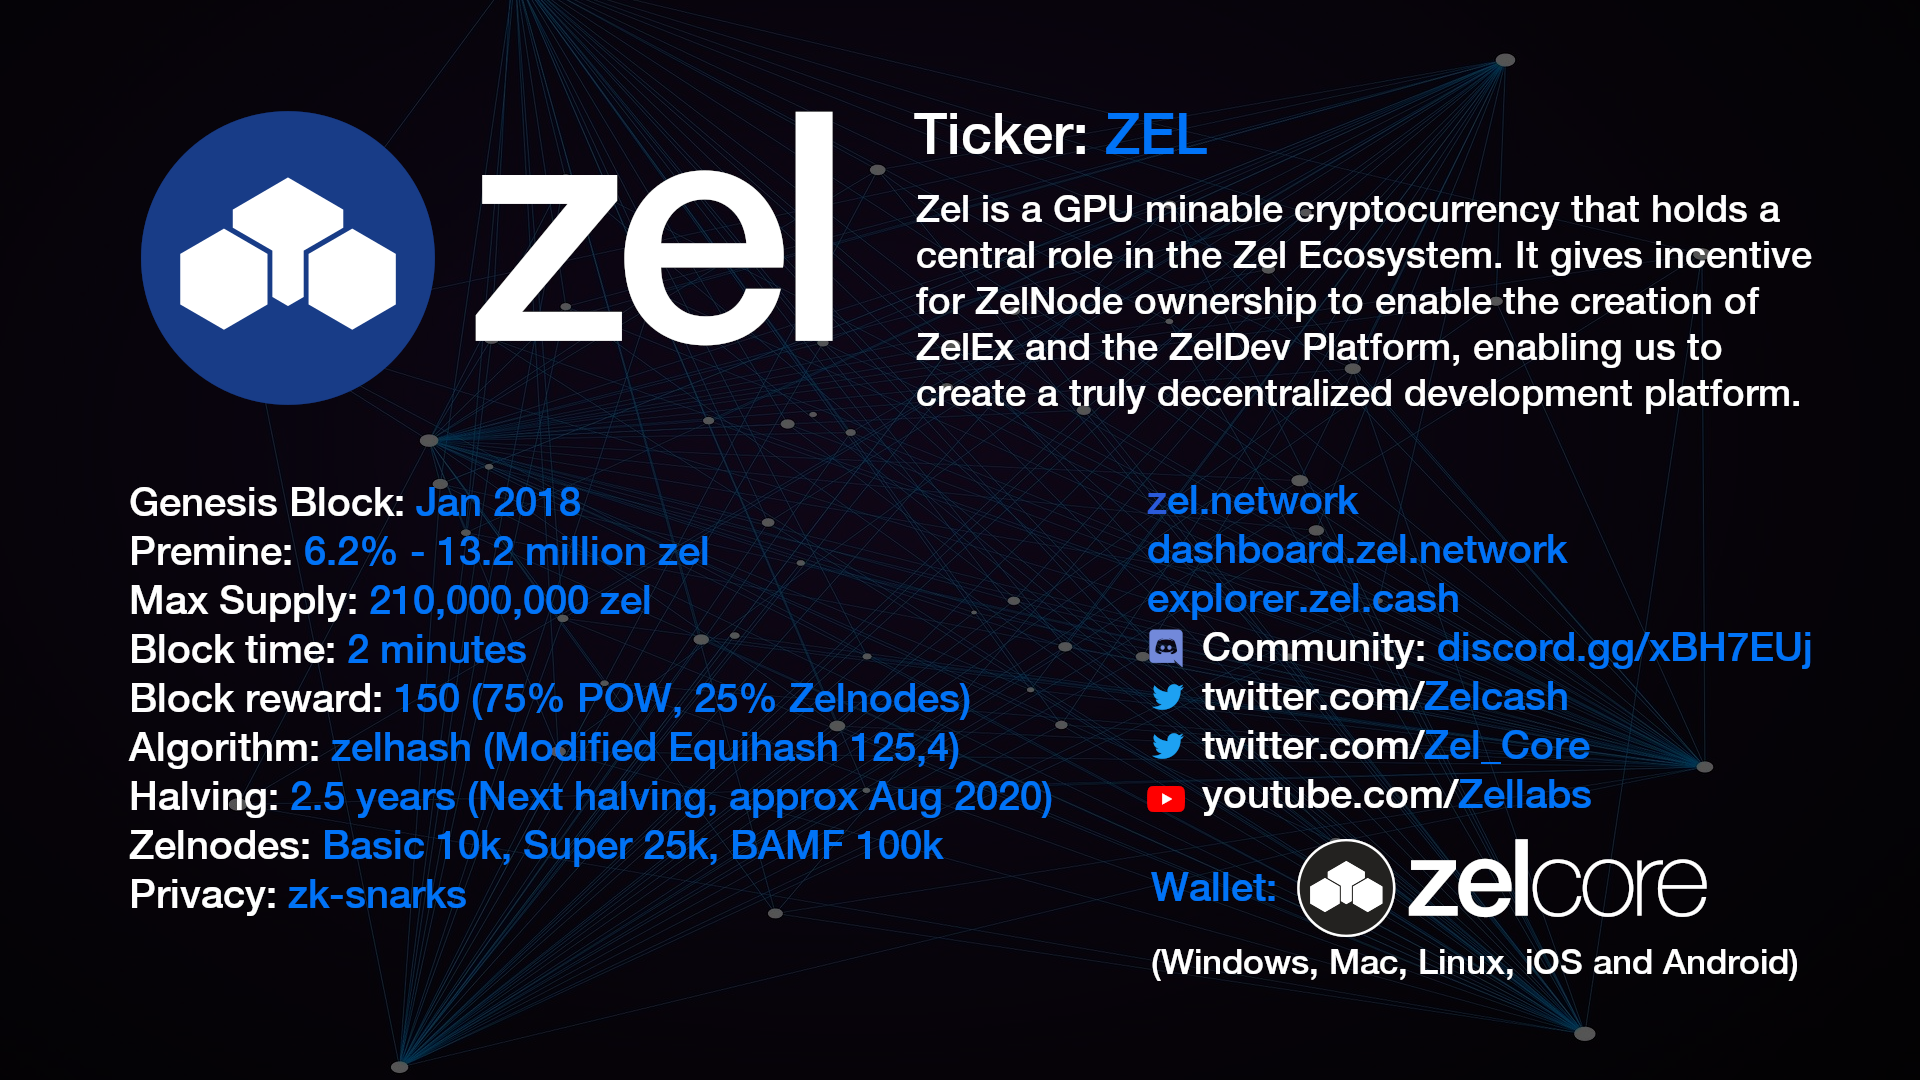 zel
Ticker: ZEL
Zel is a GPU minable cryptocurrency that holds a
central role in the Zel Ecosystem. It gives incentive
for ZelNode ownership to enable the creation of
ZelEx and the ZelDev Platform, enabling us to
create a truly decentralized development platform.
Genesis Block: Jan 2018
Premine: 6.2% - 13.2 million zel
Max Supply: 210,000,000 zel
Block time: 2 minutes
Block reward: 150 (75% POW, 25% Zelnodes)
Algorithm: zelhash (Modified Equihash 125,4)
Halving: 2.5 years (Next halving, approx Aug 2020)
Zelnodes: Basic 10k, Super 25k, BAMF 100k
Privacy: zk-snarks
zel.network
dashboard.zel.network
explorer.zel.cash
Community: discord.gg/xBH7EUj
twitter.com/Zelcash
twitter.com/Zel_Core
youtube.com/Zellabs
Wallet: zelcore
(Windows, Mac, Linux, iOS and Android)